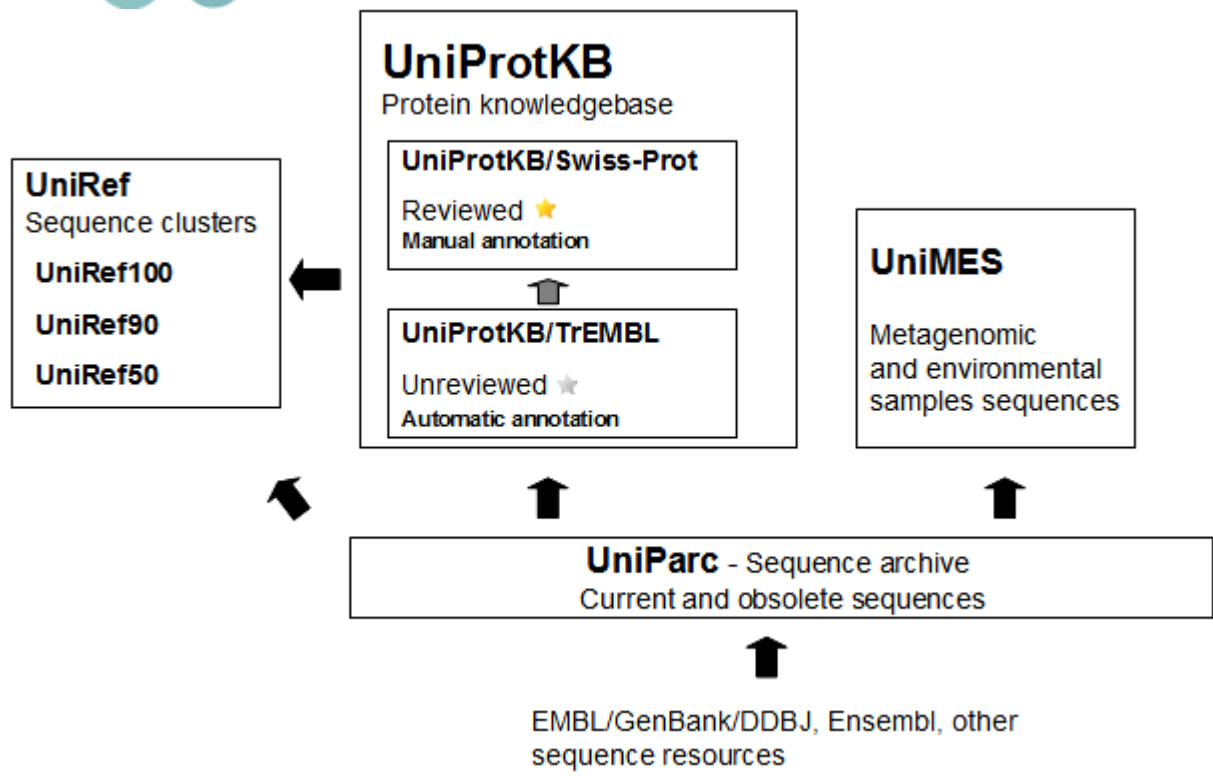 UniProtKB
Protein knowledgebase
UniProtKB/Swiss-Prot
Reviewed
Manual annotation
UniProtKB/TrEMBL
Unreviewed
Automatic annotation
UniRef
Sequence clusters
UniRef100
UniRef90
UniRef50
UniMES
Metagenomic
and environmental
samples sequences
UniParc - Sequence archive
Current and obsolete sequences
EMBL/GenBank/DDBJ, Ensembl, other
sequence resources